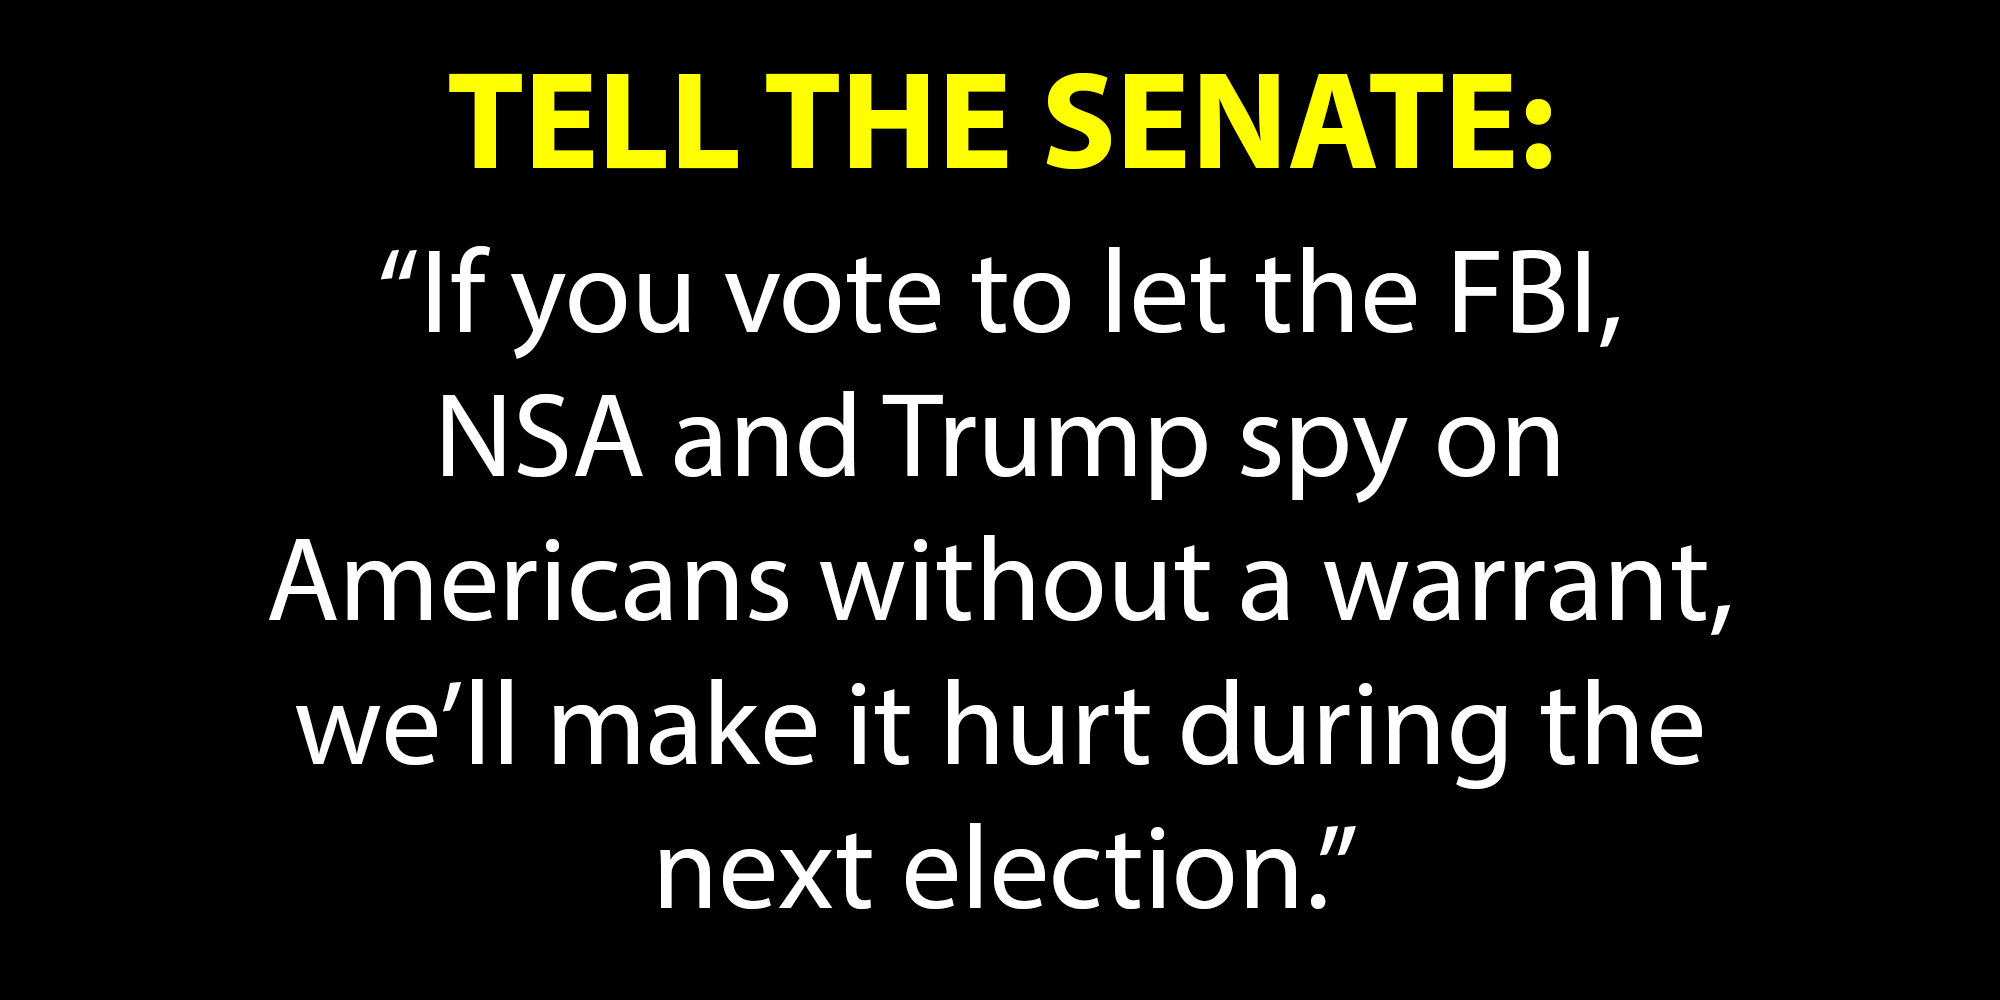 TELL THE SENATE:
“If you vote to let the FBI,
NSA and Trump spy on
Americans without a warrant,
we’ll make it hurt during the
next election.”